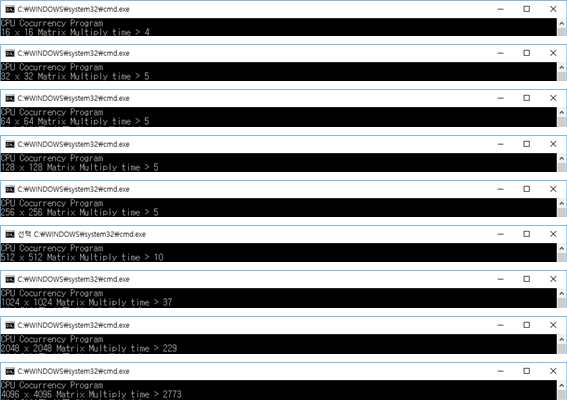 C:₩WINDOWS₩system32₩cmd.exe
CPU Cocurrency Program
16 x 16 Matrix Multiply time > 4
C:₩WINDOWS₩system32₩cmd.exe
CPU Cocurrency Program
32 x 32 Matrix Multiply time > 5
C:₩WINDOWS₩system32₩cmd.exe
CPU Cocurrency Program
64 x 64 Matrix Multiply time > 5
C:₩WINDOWS₩system32₩cmd.exe
CPU Cocurrency Program
128 x 128 Matrix Multiply time > 5
C:₩WINDOWS₩system32₩cmd.exe
CPU Cocurrency Program
256 x 256 Matrix Multiply time > 5
선택 C:₩WINDOWS₩system32₩cmd.exe
CPU Cocurrency Program
512 x 512 Matrix Multiply time > 10
C:₩WINDOWS₩system32₩cmd.exe
CPU Cocurrency Program
1024 x 1024 Matrix Multiply time > 37
C:₩WINDOWS₩system32₩cmd.exe
CPU Cocurrency Program
2048 x 2048 Matrix Multiply time > 229
C:₩WINDOWS₩system32₩cmd.exe
CPU Cocurrency Program
4096 x 4096 Matrix Multiply time > 2773